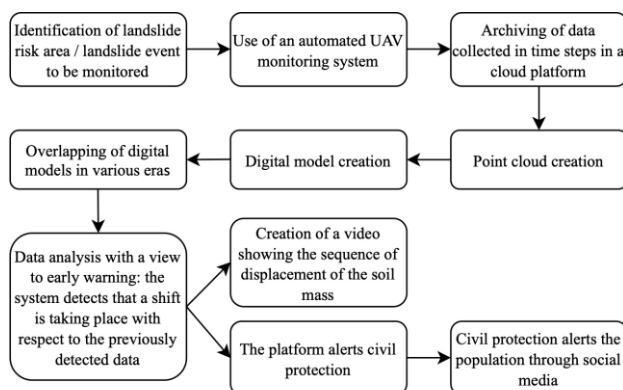 Identification of landslide
risk area / landslide event
to be monitored
Use of an automated UAV
monitoring system
Archiving of data
collected in time steps in a
cloud platform
Overlapping of digital
models in various eras
Digital model creation
Point cloud creation
Data analysis with a view
to early warning: the
system detects that a shift
is taking place with
respect to the previously
detected data
Creation of a video
showing the sequence of
displacement of the soil
mass
The platform alerts civil
protection
Civil protection alerts the
population through social
media